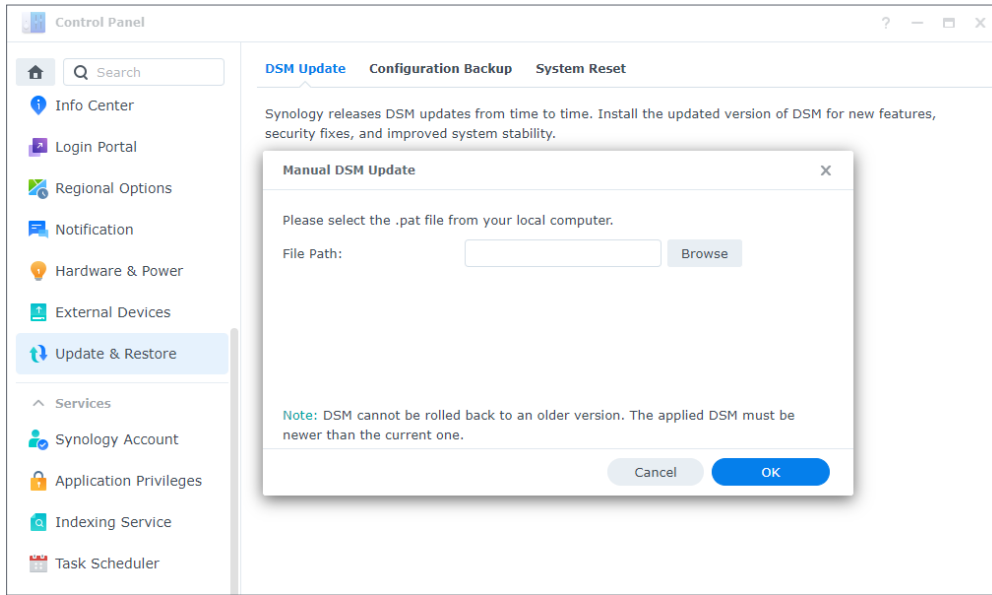 Control Panel
?
Search
Info Center
Login Portal
Regional Options
Notification
Hardware & Power
External Devices
Update & Restore
Services
Synology Account
Application Privileges
Indexing Service
Task Scheduler
DSM Update Configuration Backup System Reset
Synology releases DSM updates from time to time. Install the updated version of DSM for new features,
security fixes, and improved system stability.
Manual DSM Update
Please select the .pat file from your local computer.
File Path:
Browse
Note: DSM cannot be rolled back to an older version. The applied DSM must be
newer than the current one.
Cancel OK